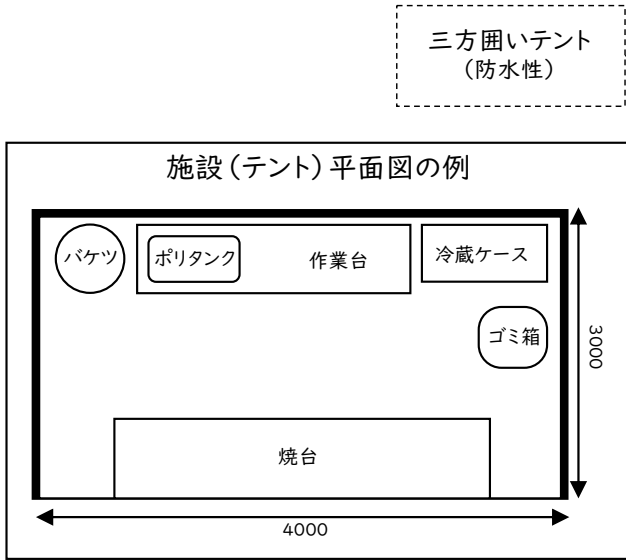 三方囲いテント
(防水性)
施設(テント)平面図の例
バケツ
ポリタンク
作業台
冷蔵ケース
ゴミ箱
3000
焼台
4000